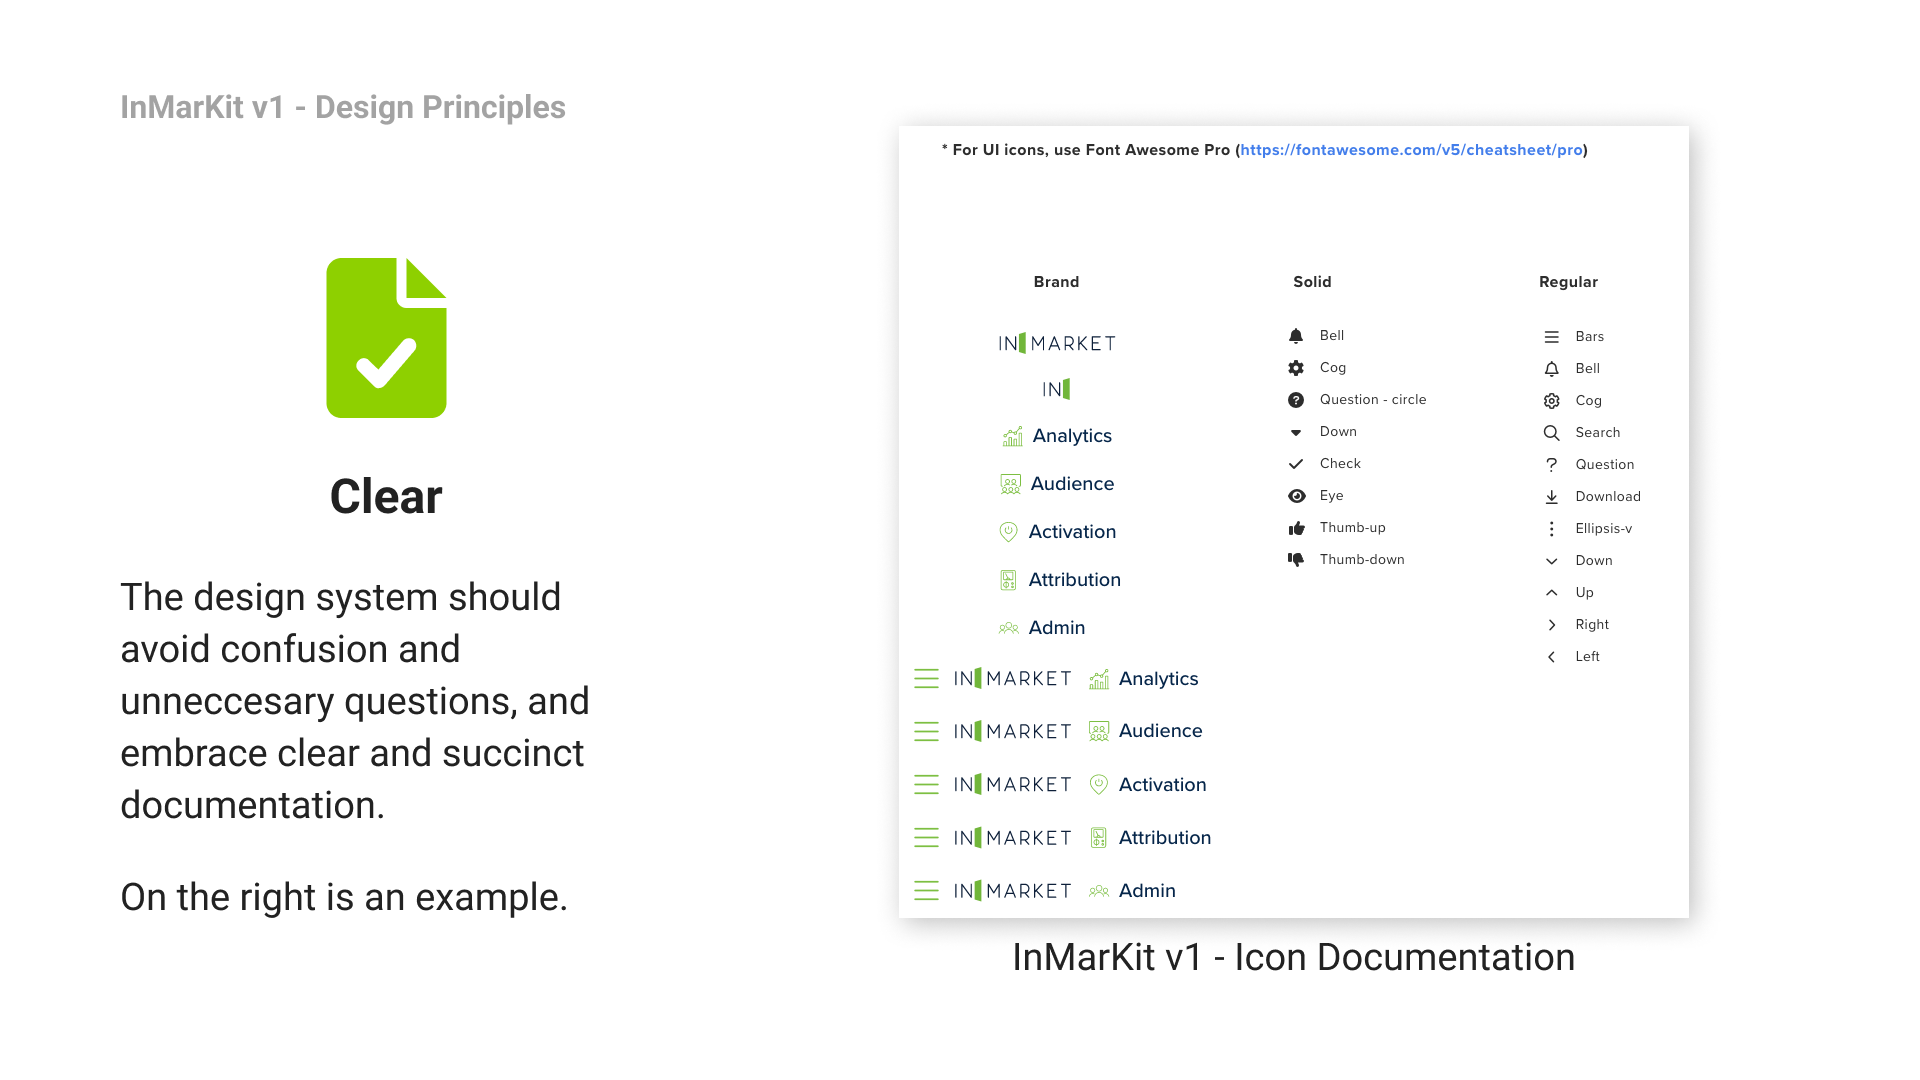 InMarKit v1 - Design Principles
Clear
The design system should
avoid confusion and
unneccesary questions, and
embrace clear and succinct
documentation.
On the right is an example.
* For UI icons, use Font Awesome Pro (https://fontawesome.com/v5/cheatsheet/pro)
Brand
INMARKET
IN
Analytics
Audience
Activation
Attribution
Admin
INMARKET Analytics
INMARKET Audience
INMARKET Activation
INMARKET Attribution
INMARKET Admin
Solid
Bell
Cog
Question - circle
Down
Check
Eye
Thumb-up
Thumb-down
Regular
Bars
Bell
Cog
Search
Question
Download
Ellipsis-v
Down
Up
Right
Left
InMarKit v1 - Icon Documentation